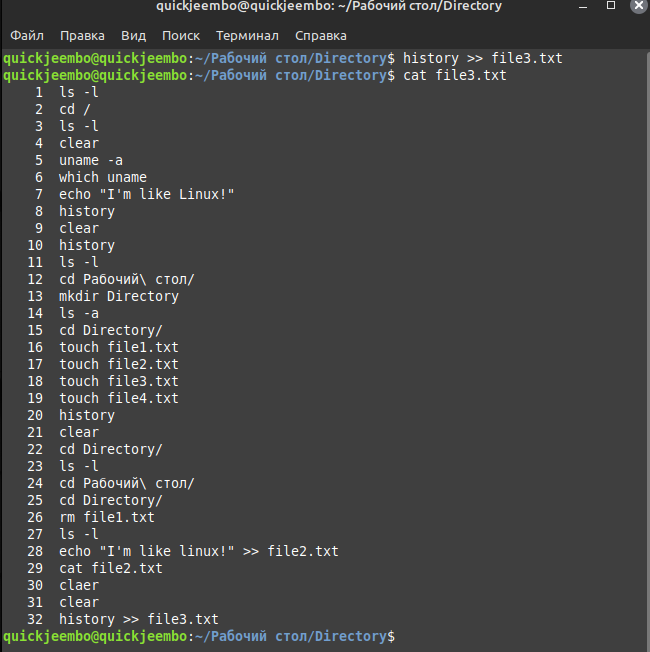 quickjeembo@quickjeembo: ~/Рабочий стол/Directory
Файл Правка Вид Поиск Терминал Справка
quickjeembo@quickjeembo:~/Рабочий стол/Directory$ history >> file3.txt
quickjeembo@quickjeembo:~/Рабочий стол/Directory$ cat file3.txt
1 ls -l
2 cd /
3 ls -l
4 clear
5 uname -a
6 which uname
7 echo "I'm like Linux!"
8 history
9 clear
10 history
11 ls -l
12 cd Рабочий\ стол/
13 mkdir Directory
14 ls -a
15 cd Directory/
16 touch file1.txt
17 touch file2.txt
18 touch file3.txt
19 touch file4.txt
20 history
21 clear
22 cd Directory/
23 ls -l
24 cd Рабочий\ стол/
25 cd Directory/
26 rm file1.txt
27 ls -l
28 echo "I'm like linux!" >> file2.txt
29 cat file2.txt
30 claer
31 clear
32 history >> file3.txt
quickjeembo@quickjeembo:~/Рабочий стол/Directory$